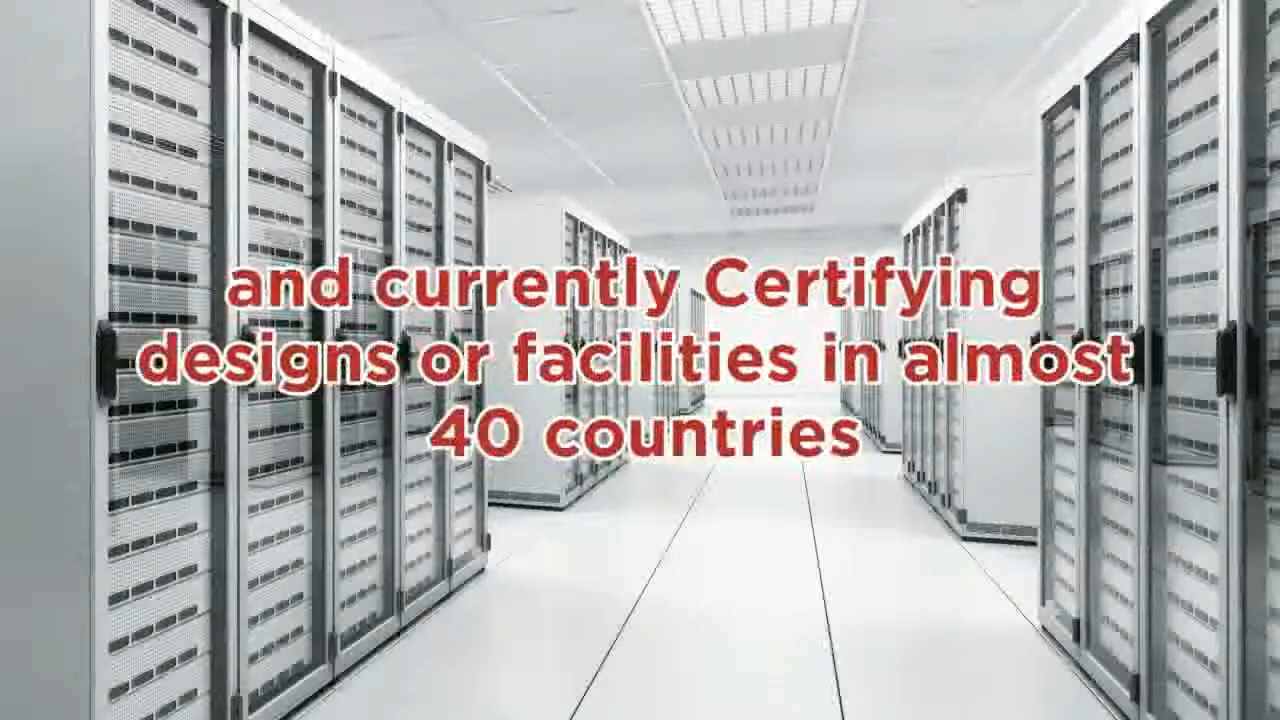 and currently Certifying
designs or facilities in almost
40 countries